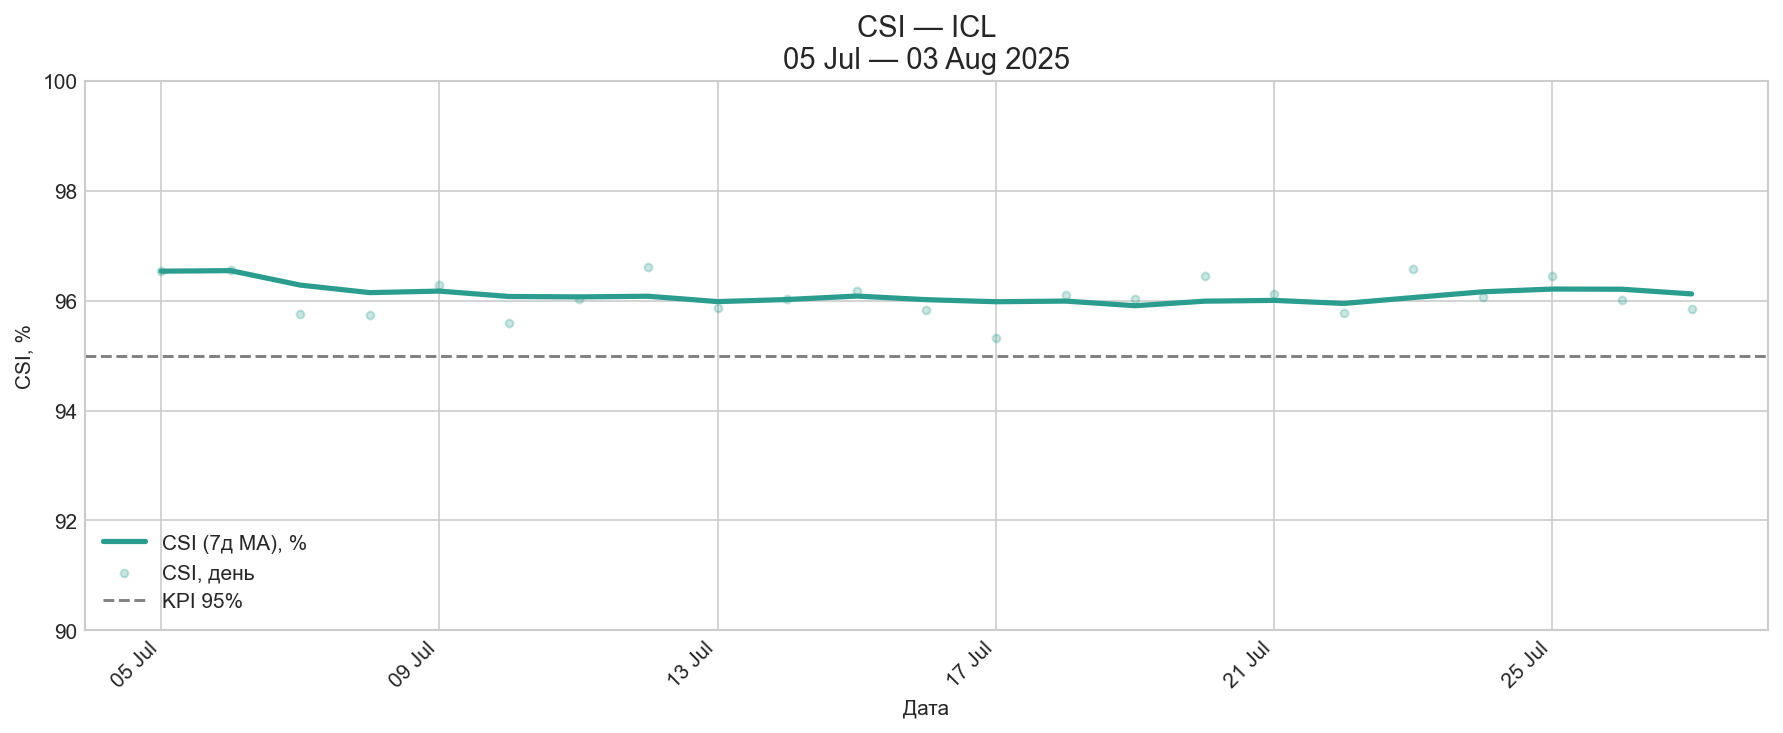 CSI — ICL
05 Jul — 03 Aug 2025
CSI, %
100
98
96
94
92
90
CSI (7д MA), %
CSI, день
KPI 95%
05 Jul
09 Jul
13 Jul
17 Jul
21 Jul
25 Jul
Дата